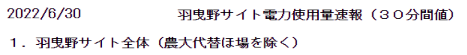 2022/6/30 羽曳野サイト電力使用量速報（３０分間値）
１．羽曳野サイト全体（農大代替ほ場を除く）